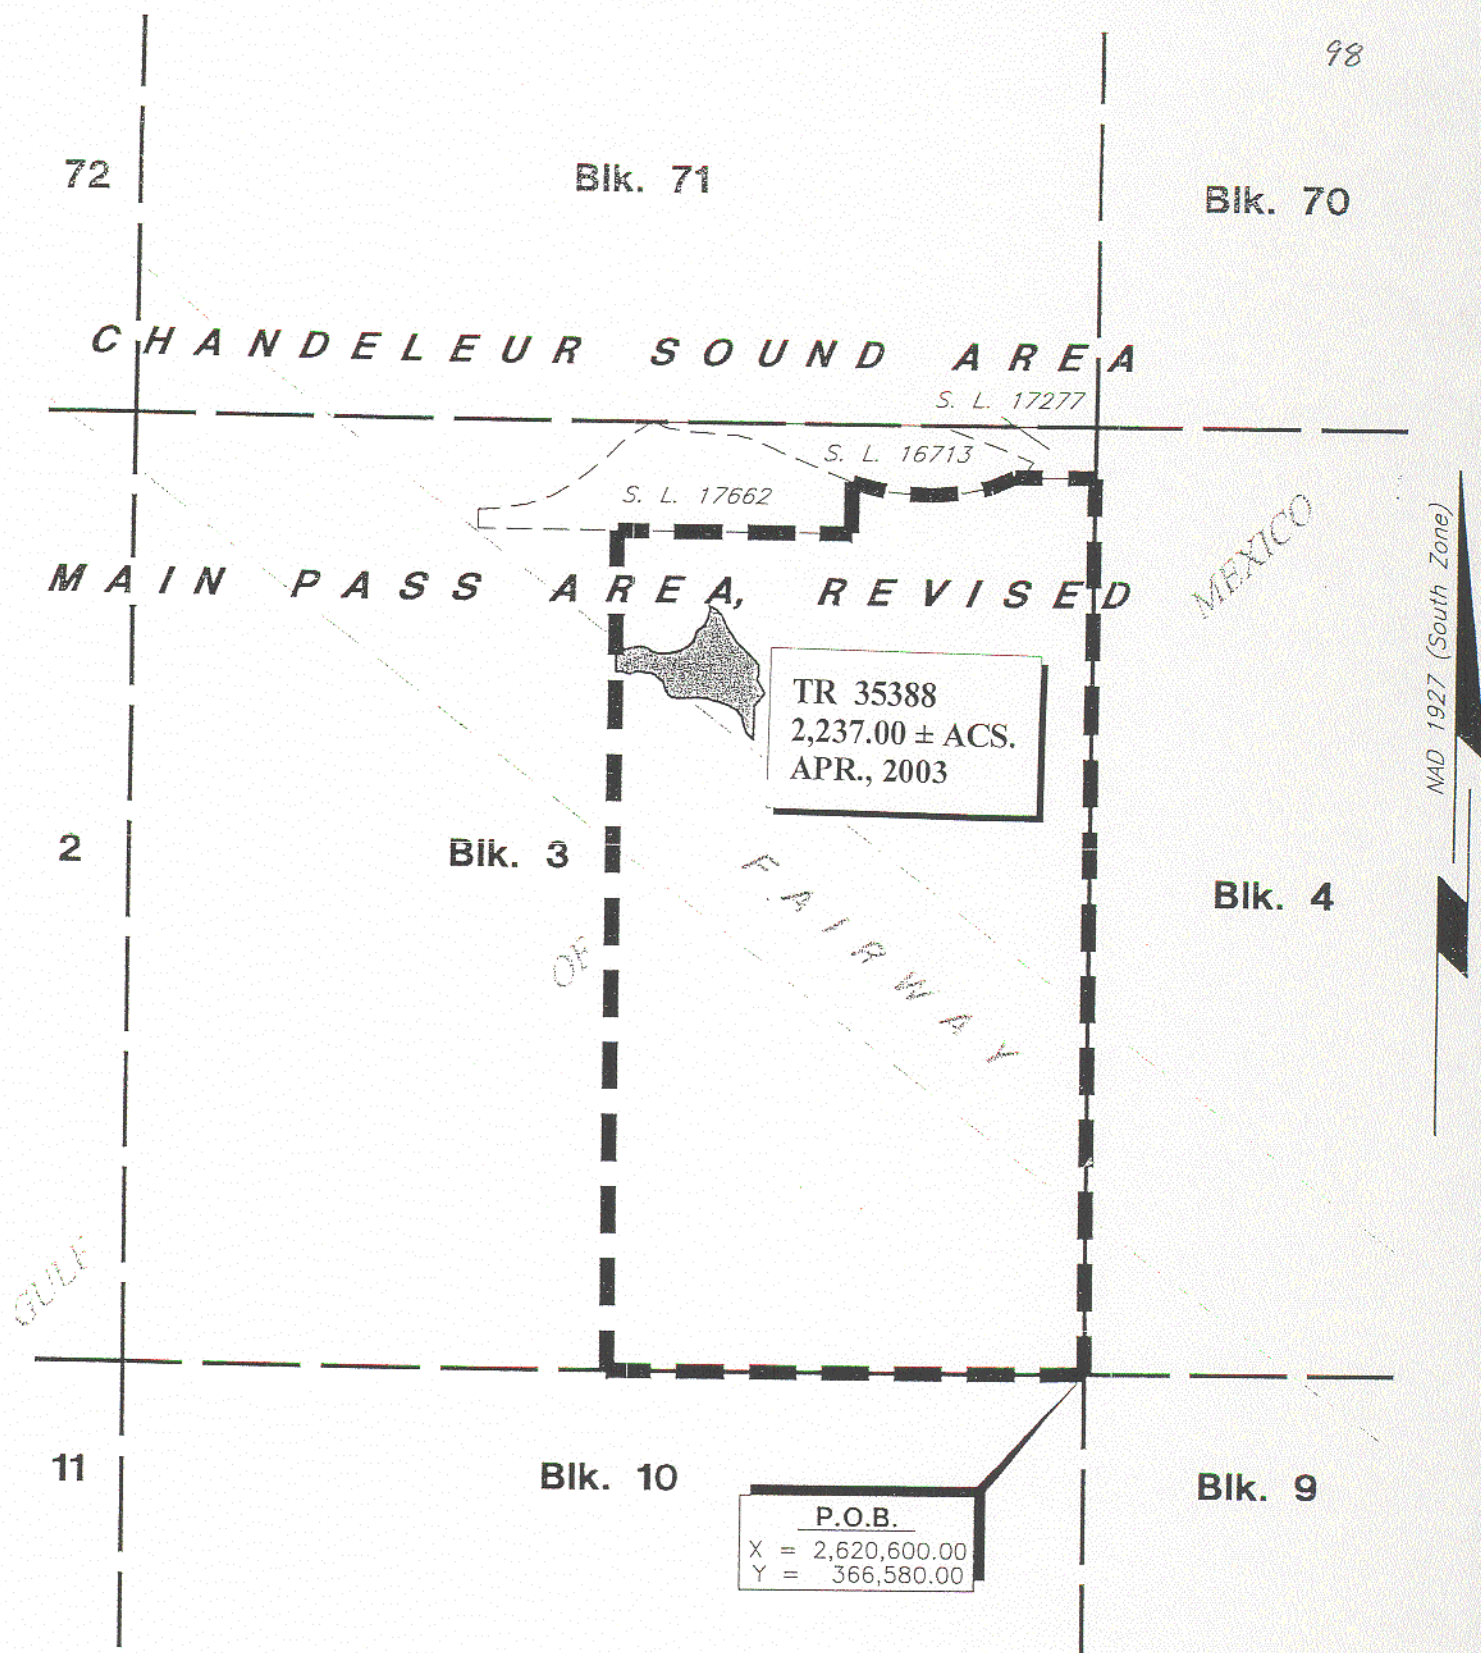 98
72
Blk. 71
Blk. 70
CHANDELEUR SOUND AREA
S. L. 17277
S. L. 16713
S. L. 17662
MEXICO
NAD 1927 (South Zone)
MAIN PASS AREA, REVISED
TR 35388
2,237.00 ± ACS.
APR., 2003
2
Blk. 3
FAIRWAY
Blk. 4
OF
GULF
11
Blk. 10
Blk. 9
P.O.B.
X = 2,620,600.00
Y = 366,580.00